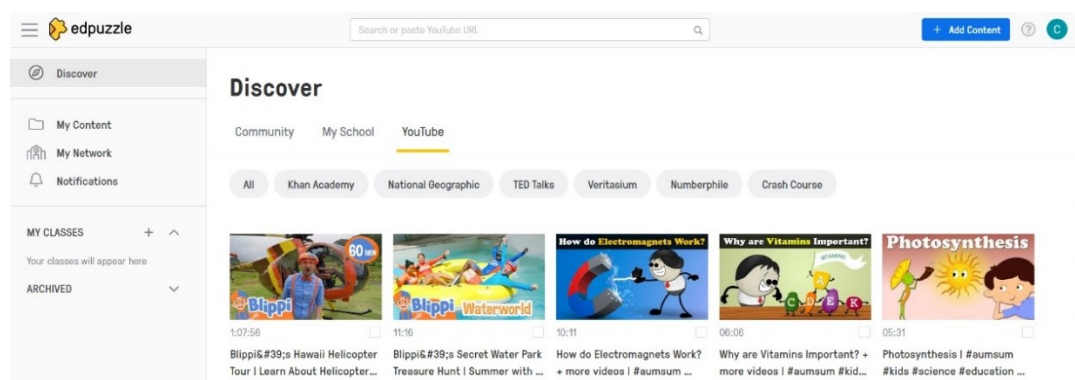 edpuzzle
Search or paste YouTube URL
+ Add Content
?
C
Discover
My Content
My Network
Notifications
MY CLASSES +
Your classes will appear here
ARCHIVED
Discover
Community My School YouTube
All Khan Academy National Geographic TED Talks Veritasium Numberphile Crash Course
60 MIN
Blippi
1:07:56
Blippi&#39;s Hawaii Helicopter
Tour | Learn About Helicopter...
Blippi Waterworld
11:16
Blippi&#39;s Secret Water Park
Treasure Hunt | Summer with ...
How do Electromagnets Work?
10:11
How do Electromagnets Work?
+ more videos | #aumsum ...
Why are Vitamins Important?
VITAMINS
A
C D E K
06:06
Why are Vitamins Important? +
more videos | #aumsum #kid...
Photosynthesis
05:31
Photosynthesis | #aumsum
#kids #science #education ...